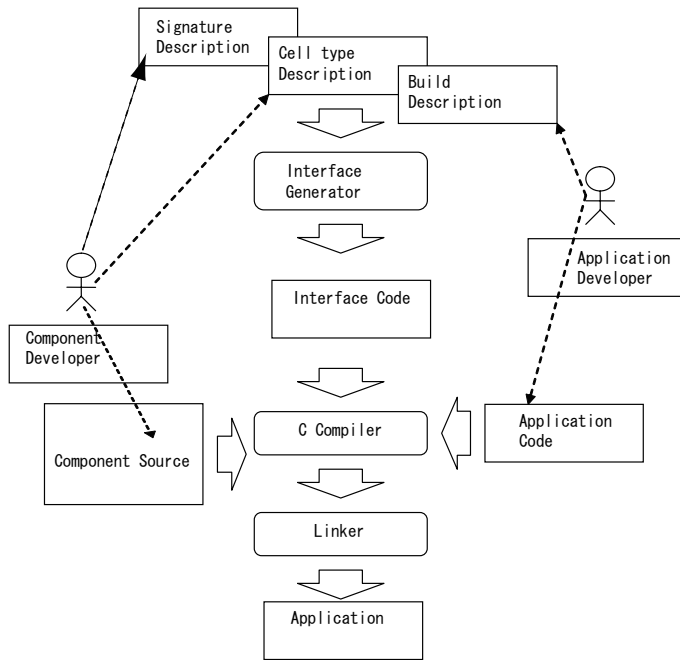 Signature
Description
Cell type
Description
Build
Description
Interface
Generator
Application
Developer
Interface Code
Component
Developer
C Compiler
Application
Code
Component Source
Linker
Application